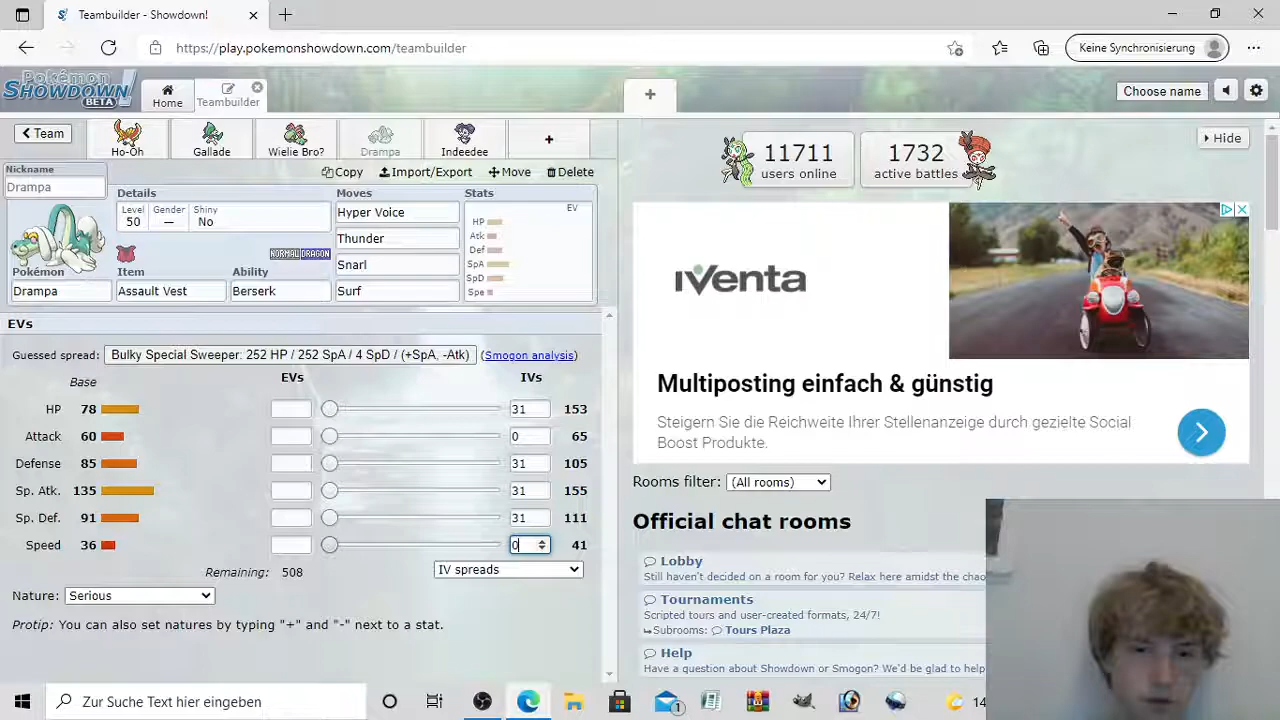 Teambuilder - Showdown!
https://play.pokemonshowdown.com/teambuilder
Keine Synchronisierung
Pokémon
SHOWDOWN!
BETA
Home
Teambuilder
Choose name
Team
Ho-Oh
Gallade
Wielie Bro?
Drampa
Indeedee
Nickname
Drampa
Copy
Import/Export
Move
Delete
Details
Level
50
Gender
—
Shiny
No
NORMAL DRAGON
Pokémon
Drampa
Item
Assault Vest
Ability
Berserk
Moves
Hyper Voice
Thunder
Snarl
Surf
Stats
EV
HP
Atk
Def
SpA
SpD
Spe
EVs
Guessed spread: Bulky Special Sweeper: 252 HP / 252 SpA / 4 SpD / (+SpA, -Atk) (Smogon analysis)
Base EVs IVs
HP 78 31 153
Attack 60 0 65
Defense 85 31 105
Sp. Atk. 135 31 155
Sp. Def. 91 31 111
Speed 36 0 41
Remaining: 508
IV spreads
Nature: Serious
Protip: You can also set natures by typing "+" and "-" next to a stat.
11711
users online
1732
active battles
Hide
iVenta
Multiposting einfach & günstig
Steigern Sie die Reichweite Ihrer Stellenanzeige durch gezielte Social
Boost Produkte.
Rooms filter: (All rooms)
Official chat rooms
Lobby
Still haven't decided on a room for you? Relax here amidst the chao
Tournaments
Scripted tours and user-created formats, 24/7!
Subrooms: Tours Plaza
Help
Have a question about Showdown or Smogon? We'd be glad to help
Zur Suche Text hier eingeben
1
14